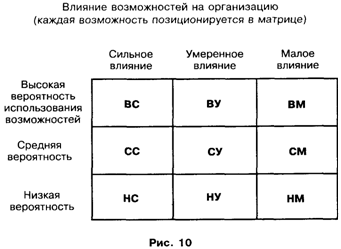 Влияние возможностей на организацию
(каждая возможность позиционируется в матрице)
Сильное влияние
Умеренное влияние
Малое влияние
Высокая вероятность использования возможностей
ВС
ВУ
ВМ
Средняя вероятность
СС
СУ
СМ
Низкая вероятность
НС
НУ
НМ
Рис. 10